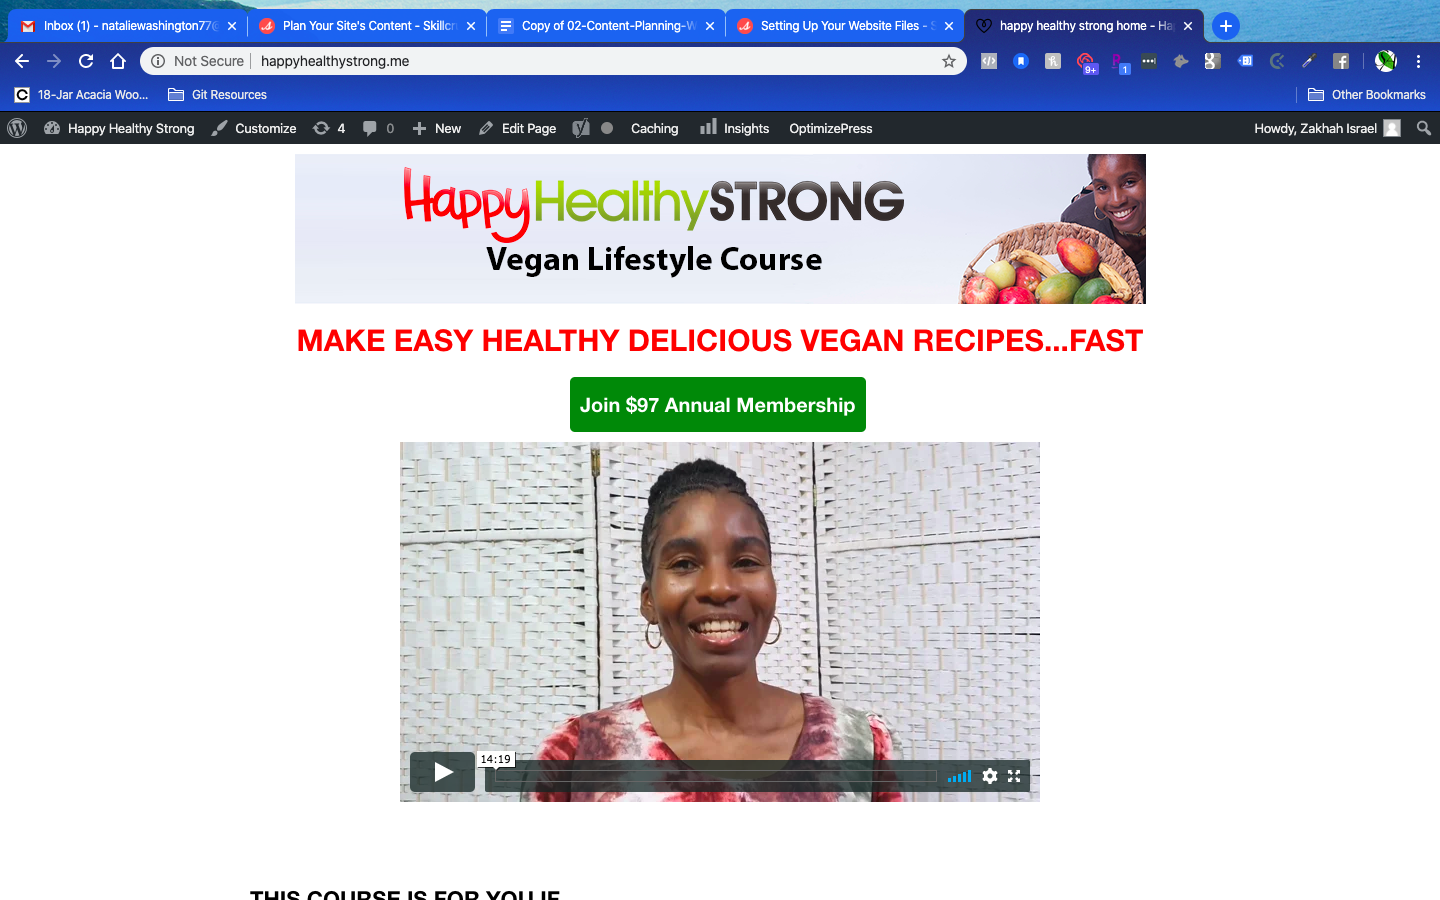 Inbox (1) - nataliewashington77@
Plan Your Site's Content - Skillcr
Copy of 02-Content-Planning-W
Setting Up Your Website Files - S
happy healthy strong home - Ha
Not Secure
happyhealthystrong.me
9+
1
18-Jar Acacia Woo...
Git Resources
Other Bookmarks
Happy Healthy Strong
Customize
4
0
New
Edit Page
Caching
Insights
OptimizePress
Howdy, Zakhah Israel
HappyHealthySTRONG
Vegan Lifestyle Course
MAKE EASY HEALTHY DELICIOUS VEGAN RECIPES...FAST
Join $97 Annual Membership
14:19
THIS COURSE IS FOR YOU IF